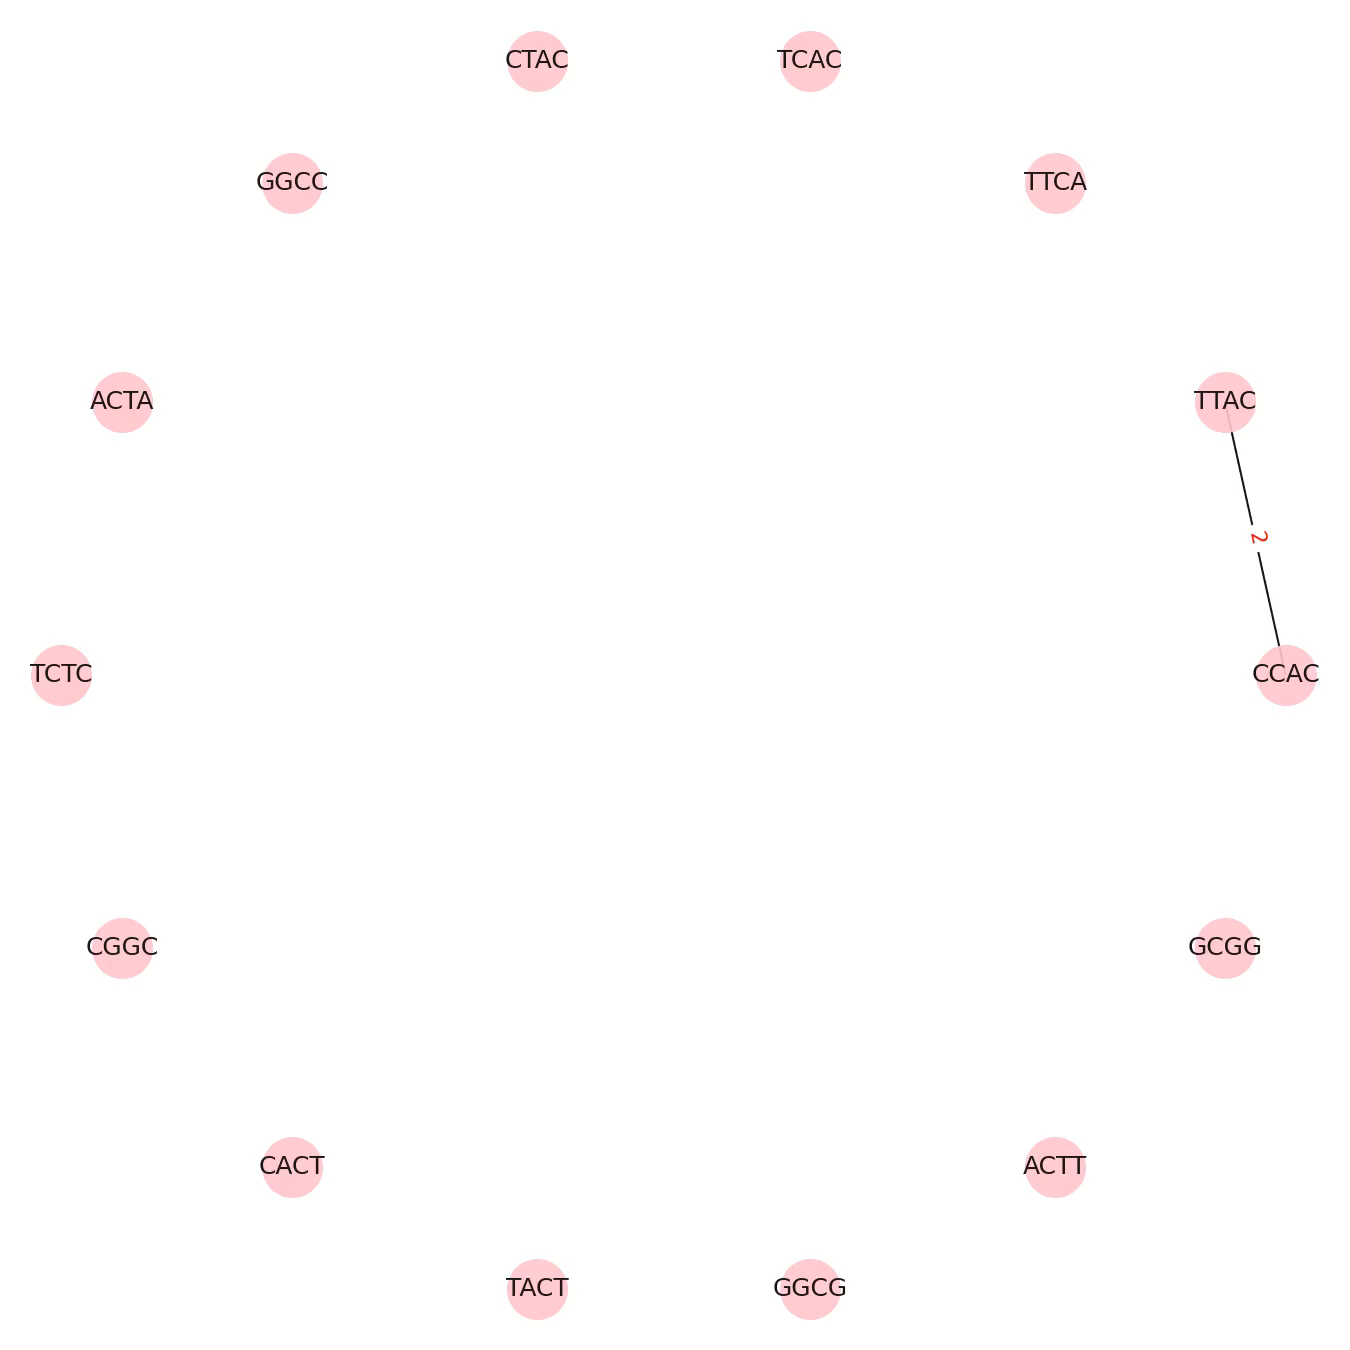 CTAC TCAC
GGCC TTCA
ACTA TTAC
2
TCTC CCAC
CGGC GCGG
CACT ACTT
TACT GGCG